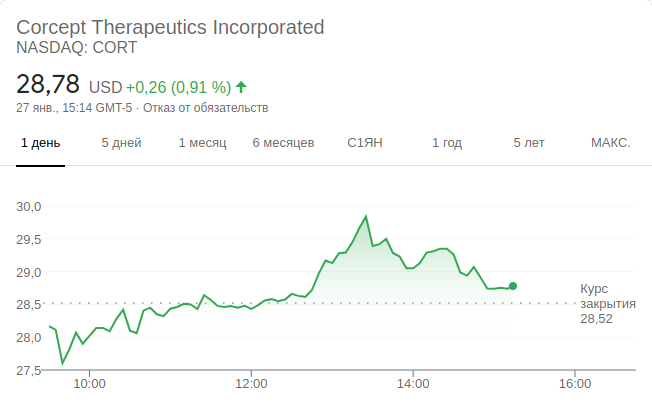 Corcept Therapeutics Incorporated
NASDAQ: CORT
28,78 USD +0,26 (0,91 %)
27 янв., 15:14 GMT-5 · Отказ от обязательств
1 день 5 дней 1 месяц 6 месяцев С1ЯН 1 год 5 лет МАКС.
30,0
29,5
29,0
28,5
28,0
27,5
Курс
закрытия
28,52
10:00 12:00 14:00 16:00